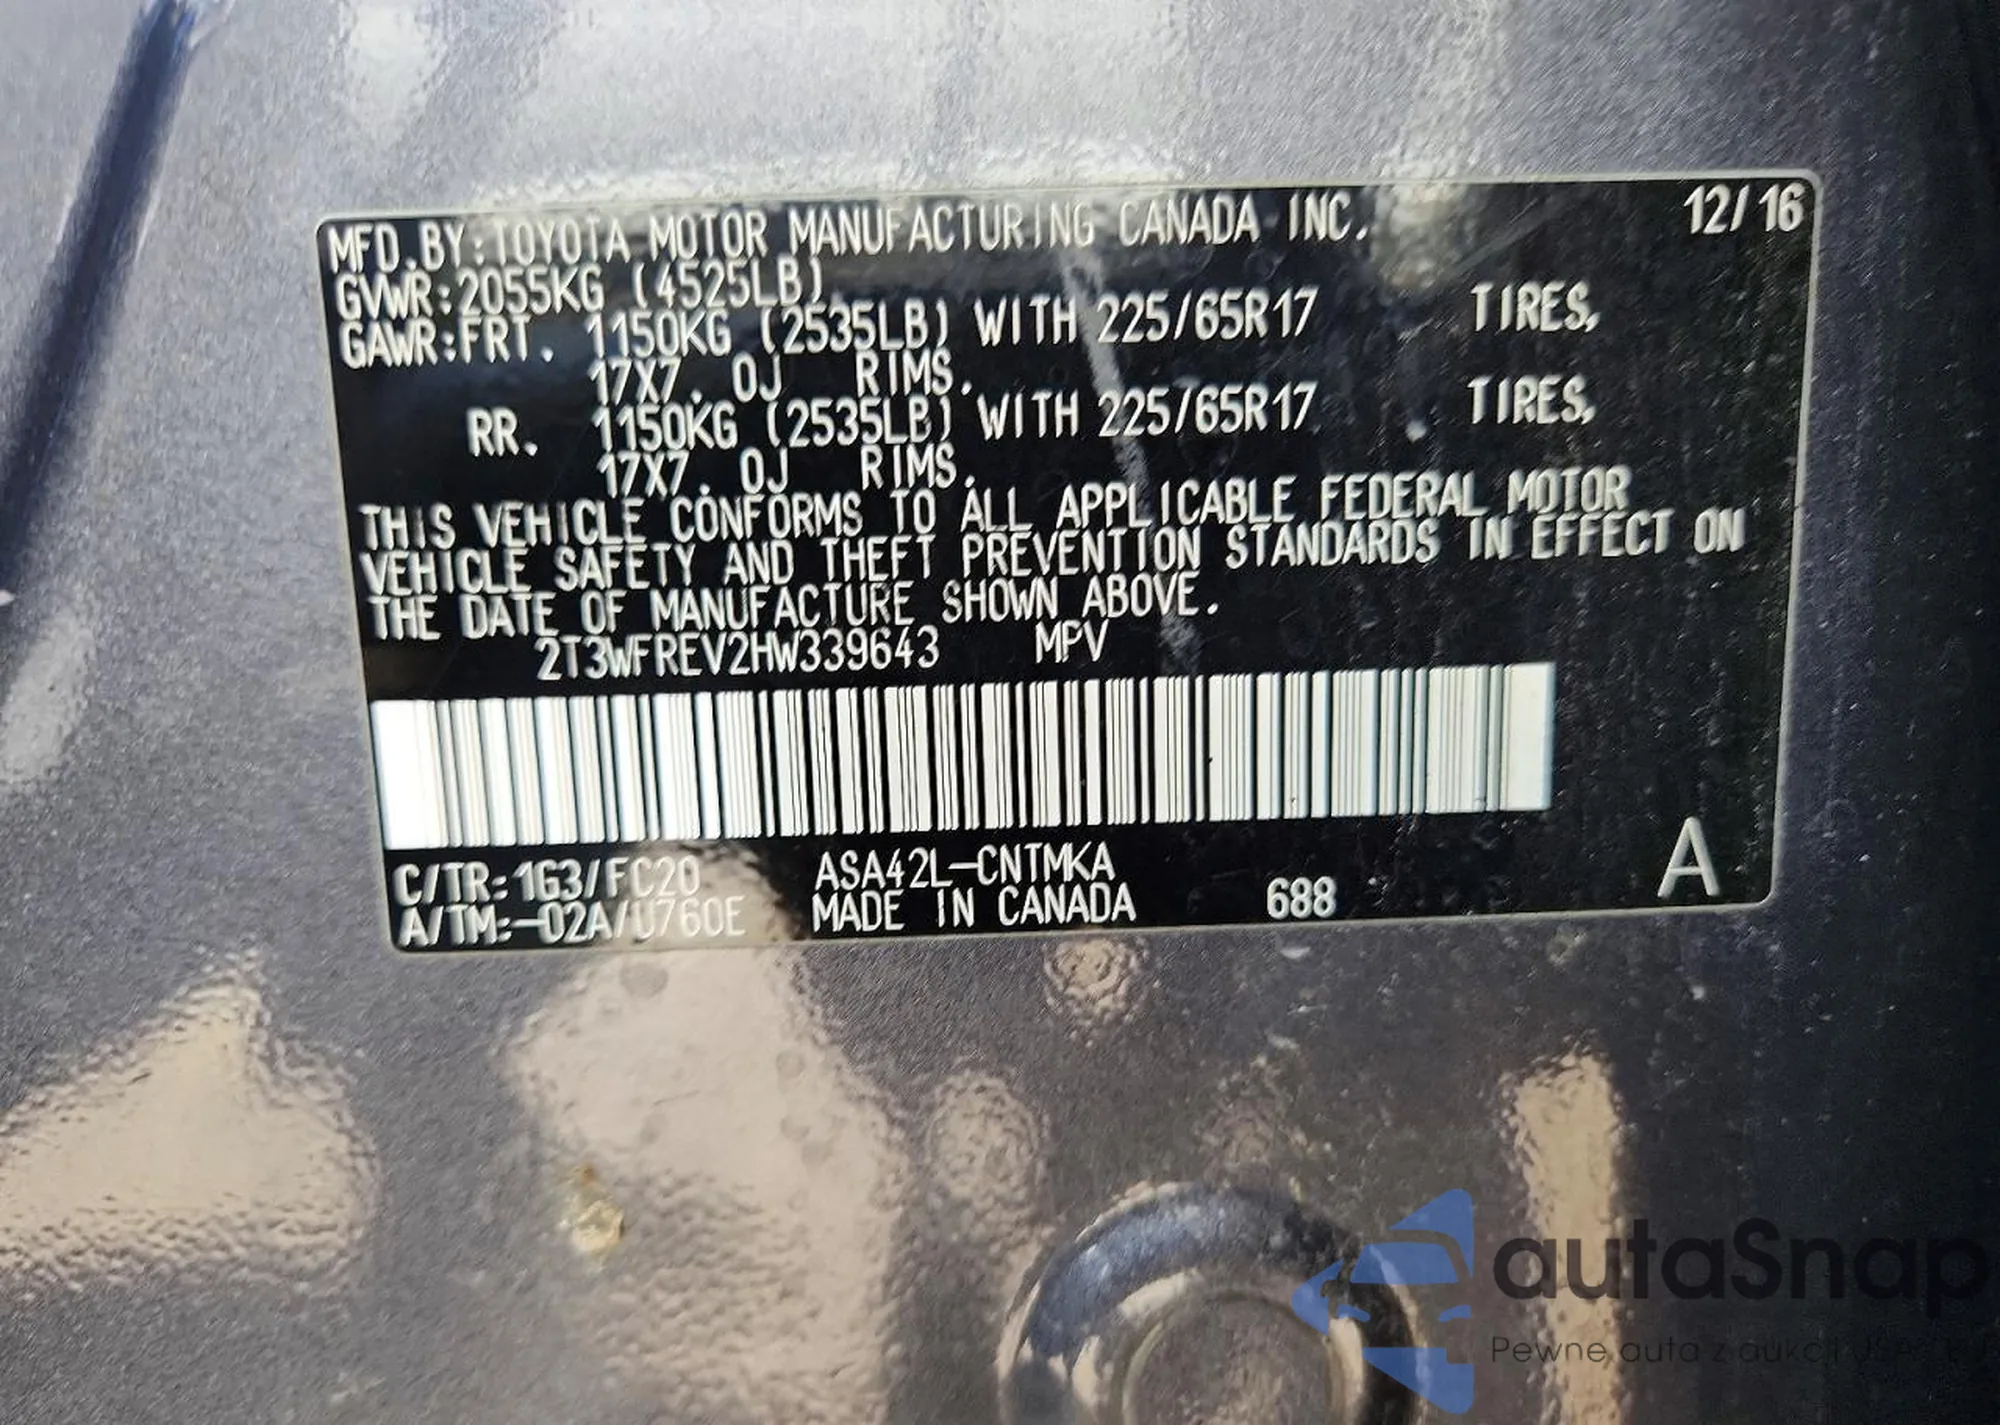 12/16
MFD.BY:TOYOTA MOTOR MANUFACTURING CANADA INC.
GVWR:2055KG (4525LB)
GAWR:FRT. 1150KG (2535LB) WITH 225/65R17 TIRES,
17X7.0J RIMS.
RR. 1150KG (2535LB) WITH 225/65R17 TIRES,
17X7.0J RIMS.
THIS VEHICLE CONFORMS TO ALL APPLICABLE FEDERAL MOTOR
VEHICLE SAFETY AND THEFT PREVENTION STANDARDS IN EFFECT ON
THE DATE OF MANUFACTURE SHOWN ABOVE.
2T3WFREV2HW339643 MPV
C/TR:1G3/FC20 ASA42L-CNTMKA
A/TM:-02A/U760E MADE IN CANADA 688 A
autaSnap
Pewne auta z aukcji